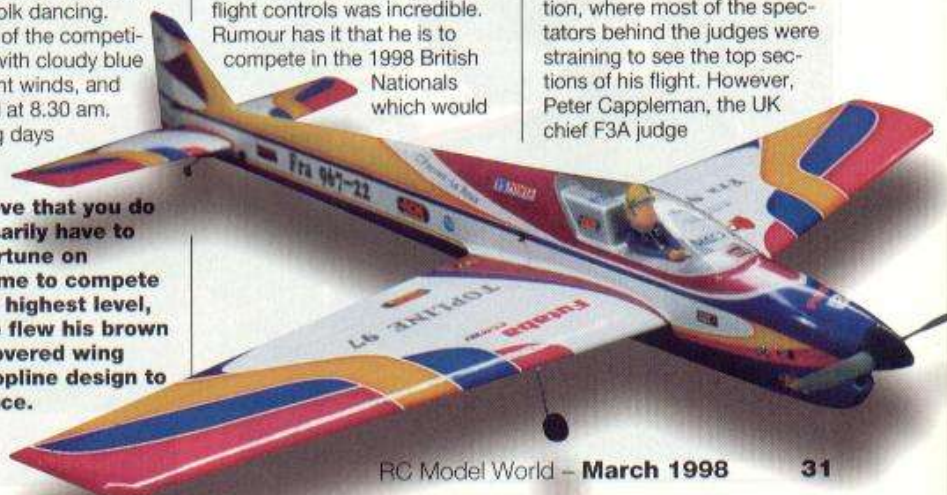 olk dancing.
of the competi-
with cloudy blue
nt winds, and
at 8.30 am.
g days
ve that you do
arily have to
rtune on
me to compete
highest level,
flew his brown
overed wing
opline design to
ce.
flight controls was incredible.
Rumour has it that he is to
compete in the 1998 British
Nationals
which would
tion, where most of the spec-
tators behind the judges were
straining to see the top sec-
tions of his flight. However,
Peter Cappleman, the UK
chief F3A judge
Fra 967-22
TOPLINE 97
Futaba
RC Model World – March 1998 31